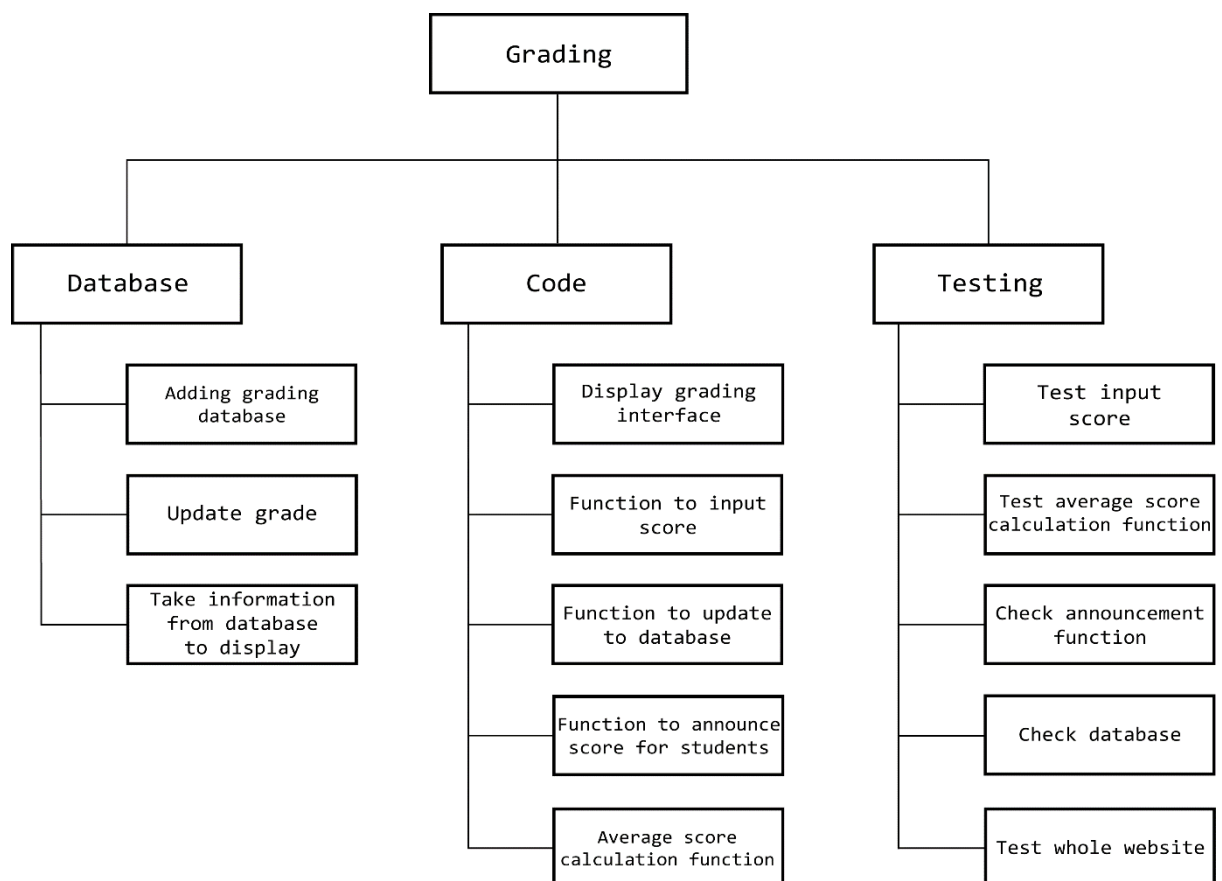 Grading
Database
Code
Testing
Adding grading
database
Update grade
Take information
from database
to display
Display grading
interface
Function to input
score
Function to update
to database
Function to announce
score for students
Average score
calculation function
Test input
score
Test average score
calculation function
Check announcement
function
Check database
Test whole website